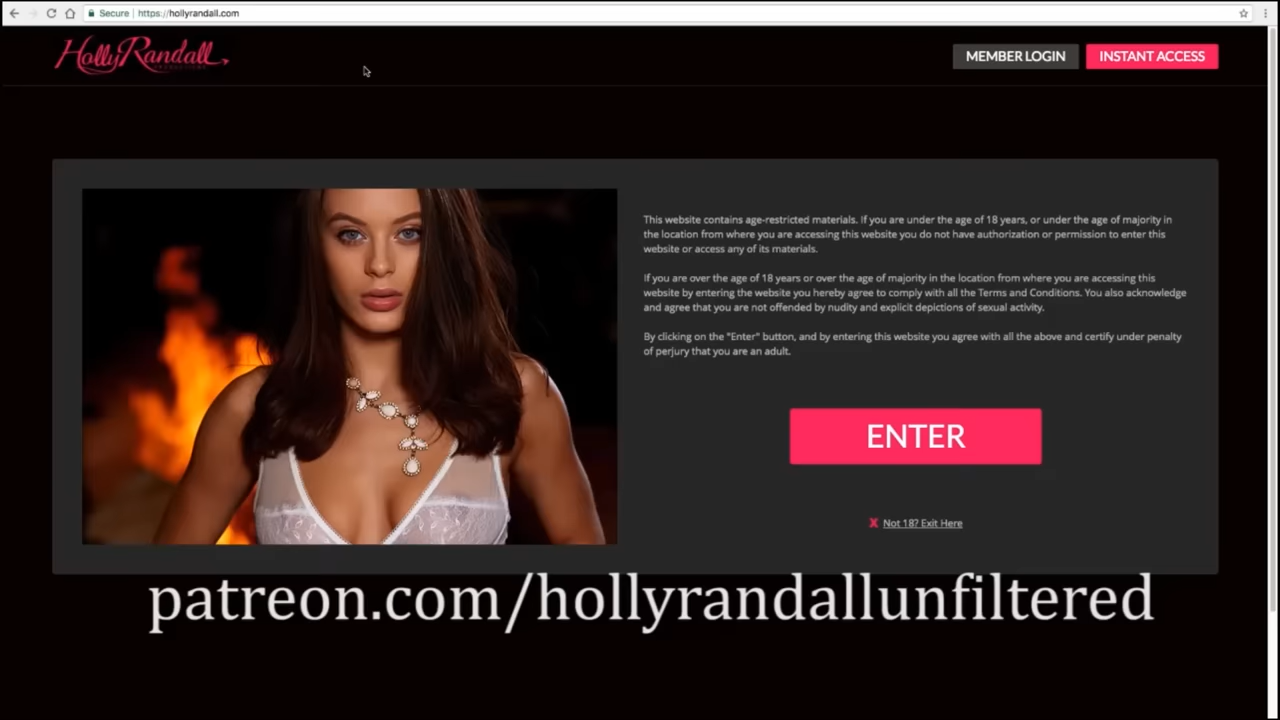 Secure | https://hollyrandall.com
HollyRandall
MEMBER LOGIN
INSTANT ACCESS
This website contains age-restricted materials. If you are under the age of 18 years, or under the age of majority in
the location from where you are accessing this website you do not have authorization or permission to enter this
website or access any of its materials.
If you are over the age of 18 years or over the age of majority in the location from where you are accessing this
website by entering the website you hereby agree to comply with all the Terms and Conditions. You also acknowledge
and agree that you are not offended by nudity and explicit depictions of sexual activity.
By clicking on the "Enter" button, and by entering this website you agree with all the above and certify under penalty
of perjury that you are an adult.
ENTER
Not 18? Exit Here
patreon.com/hollyrandallunfiltered